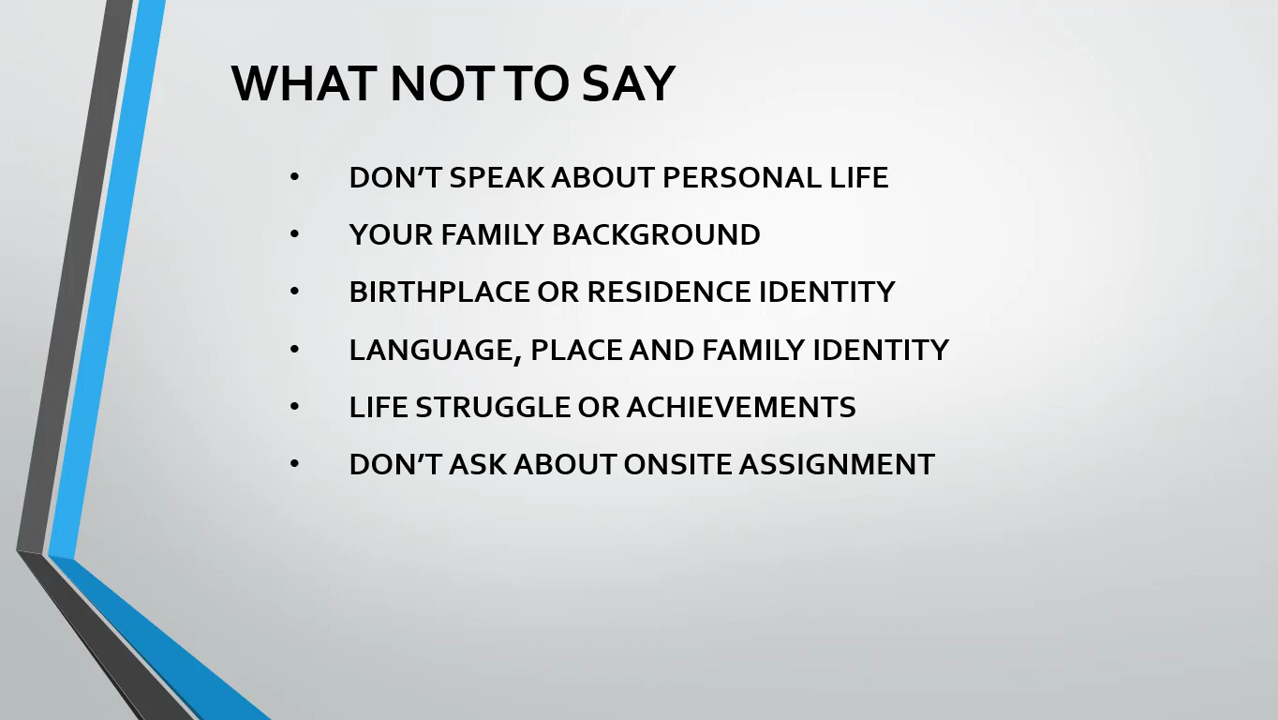 WHAT NOT TO SAY
• DON’T SPEAK ABOUT PERSONAL LIFE
• YOUR FAMILY BACKGROUND
• BIRTHPLACE OR RESIDENCE IDENTITY
• LANGUAGE, PLACE AND FAMILY IDENTITY
• LIFE STRUGGLE OR ACHIEVEMENTS
• DON’T ASK ABOUT ONSITE ASSIGNMENT